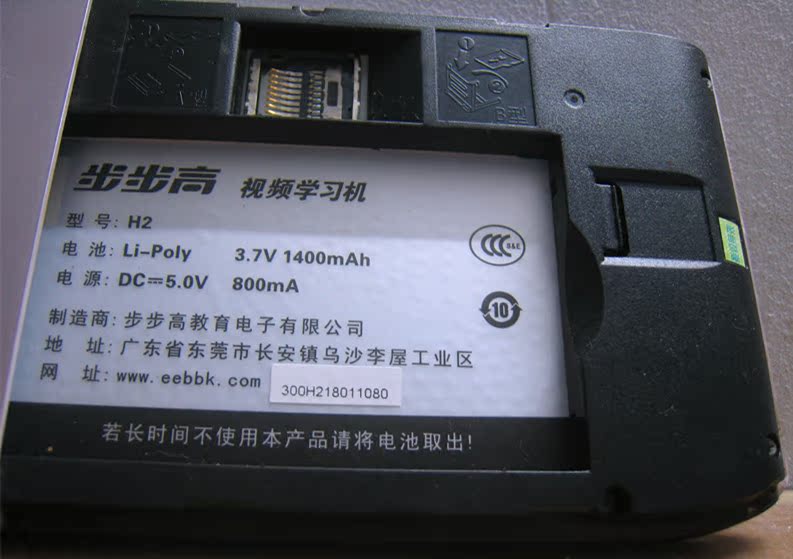 步步高 视频学习机
型号: H2
电池: Li-Poly 3.7V 1400mAh
电源: DC⎓5.0V 800mA
CCC S&E
10
制造商: 步步高教育电子有限公司
地址: 广东省东莞市长安镇乌沙李屋工业区
网址: www.eebbk.com
300H218011080
若长时间不使用本产品请将电池取出!